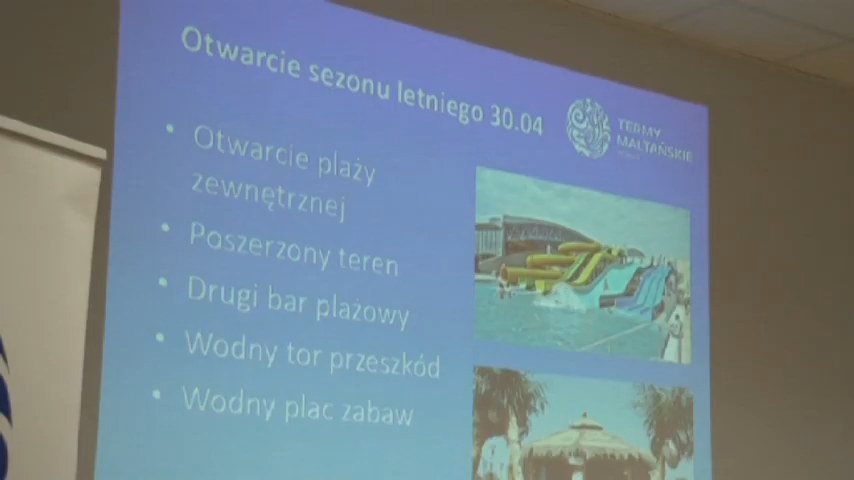 Otwarcie sezonu letniego 30.04
TERMY
MALTAŃSKIE
• Otwarcie plaży
zewnętrznej
• Poszerzony teren
• Drugi bar plażowy
• Wodny tor przeszkód
• Wodny plac zabaw